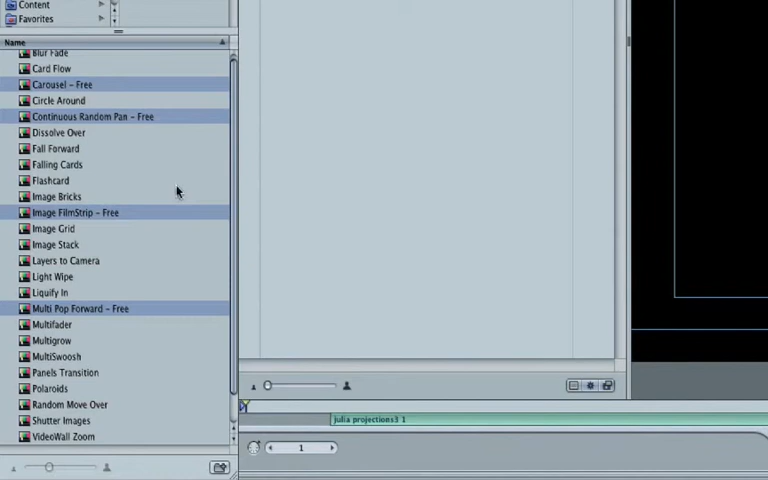 Content
Favorites
Name
Blur Fade
Card Flow
Carousel - Free
Circle Around
Continuous Random Pan - Free
Dissolve Over
Fall Forward
Falling Cards
Flashcard
Image Bricks
Image FilmStrip - Free
Image Grid
Image Stack
Layers to Camera
Light Wipe
Liquify In
Multi Pop Forward - Free
Multifader
Multigrow
MultiSwoosh
Panels Transition
Polaroids
Random Move Over
Shutter Images
VideoWall Zoom
julia projections3 1
1